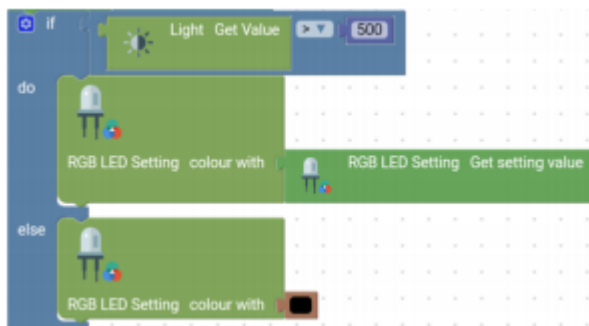 if Light Get Value > 500
do
RGB LED Setting colour with RGB LED Setting Get setting value
else
RGB LED Setting colour with